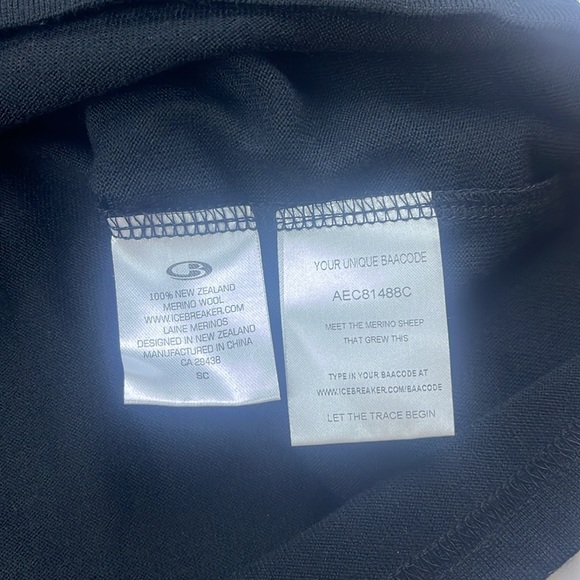 100% NEW ZEALAND
MERINO WOOL
WWW.ICEBREAKER.COM
LAINE MERINOS
DESIGNED IN NEW ZEALAND
MANUFACTURED IN CHINA
CA 29438
SC
YOUR UNIQUE BAACODE
AEC81488C
MEET THE MERINO SHEEP
THAT GREW THIS
TYPE IN YOUR BAACODE AT
WWW.ICEBREAKER.COM/BAACODE
LET THE TRACE BEGIN